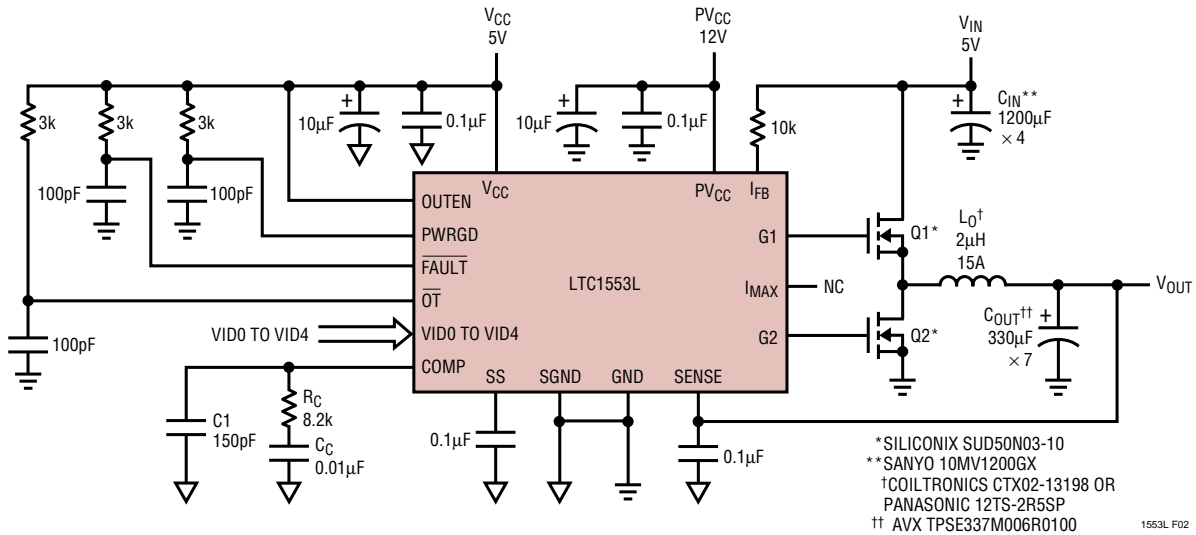 VCC
5V
PVCC
12V
VIN
5V
3k
3k
3k
+
10µF
0.1µF
+
10µF
0.1µF
10k
+
CIN**
1200µF
× 4
100pF
100pF
VCC
PVCC
IFB
OUTEN
PWRGD
FAULT
OT
VID0 TO VID4
COMP
LTC1553L
G1
IMAX
G2
SS
SGND
GND
SENSE
NC
Q1*
Q2*
LO†
2µH
15A
VOUT
COUT††
+
330µF
× 7
VID0 TO VID4
100pF
C1
150pF
RC
8.2k
CC
0.01µF
0.1µF
0.1µF
*SILICONIX SUD50N03-10
**SANYO 10MV1200GX
†COILTRONICS CTX02-13198 OR
PANASONIC 12TS-2R5SP
†† AVX TPSE337M006R0100
1553L F02